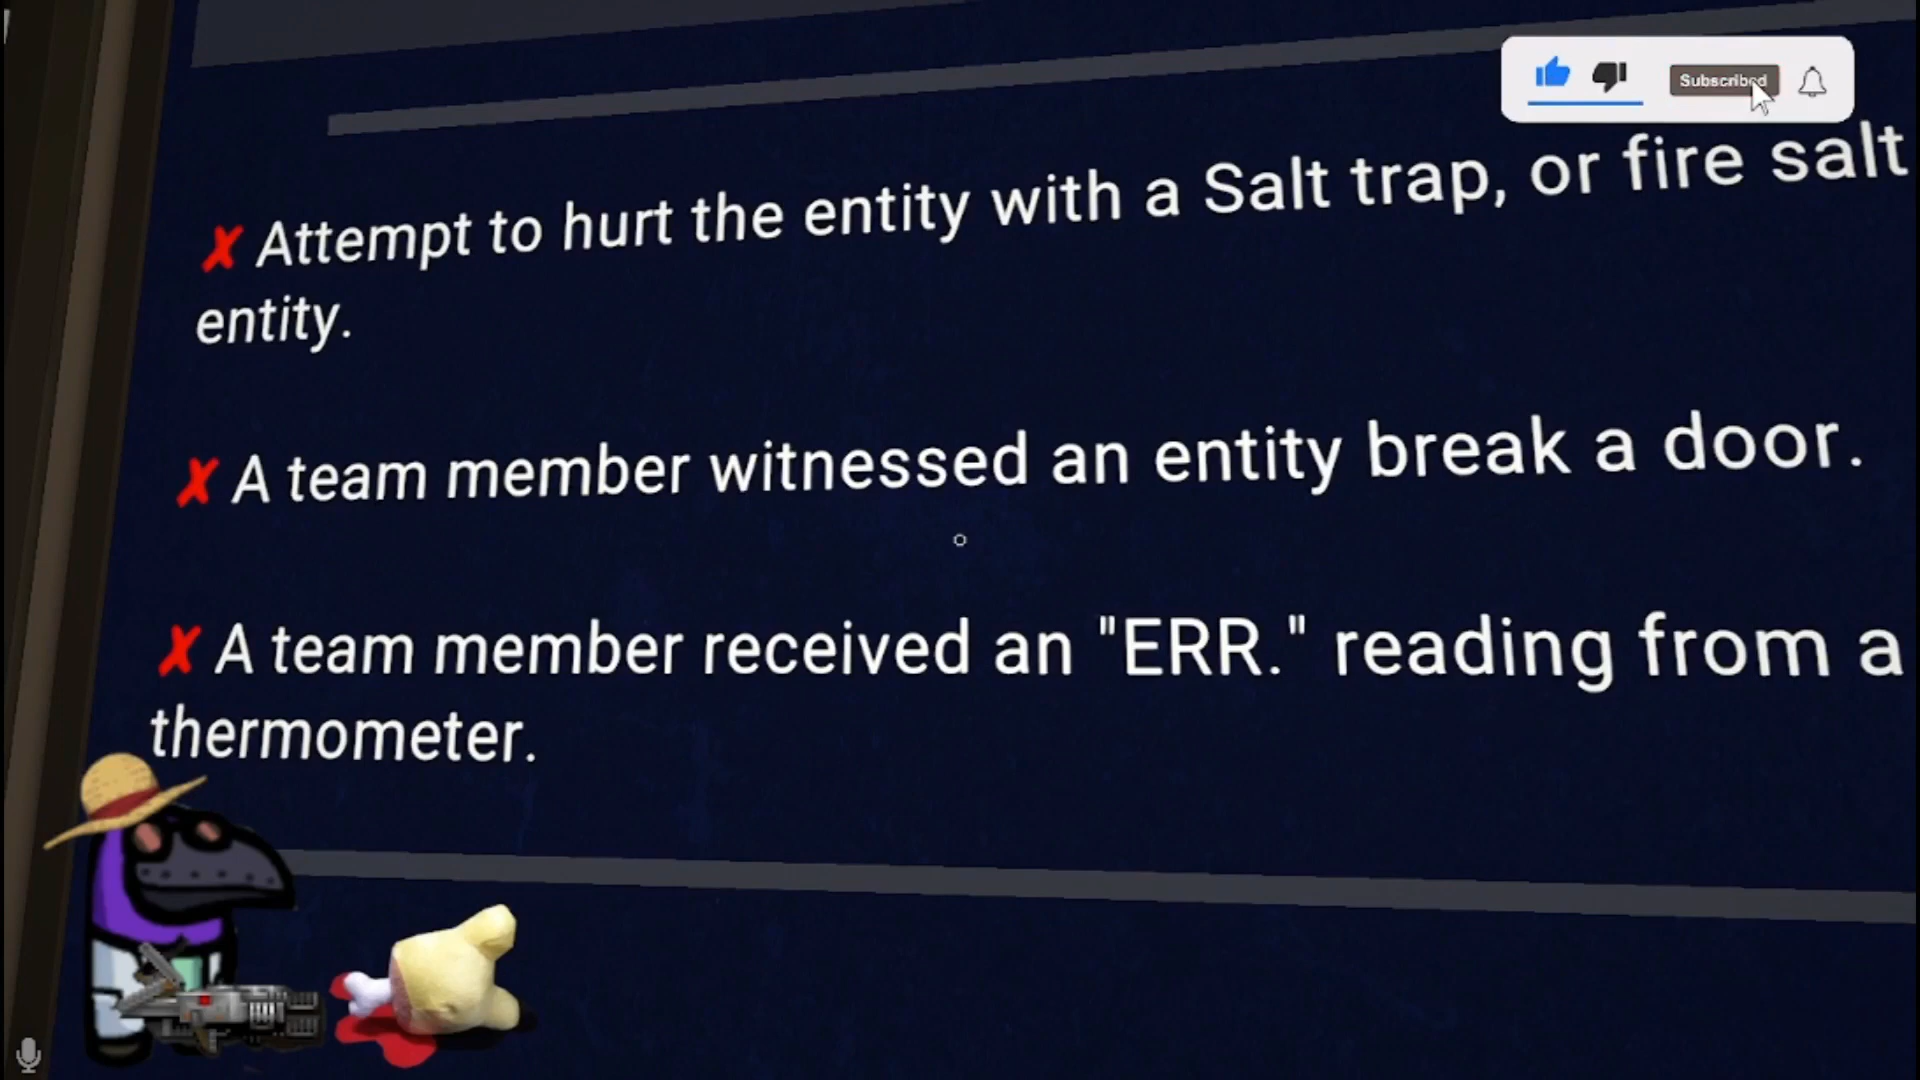 Subscribed
✗ Attempt to hurt the entity with a Salt trap, or fire salt
entity.
✗ A team member witnessed an entity break a door.
✗ A team member received an "ERR." reading from a
thermometer.